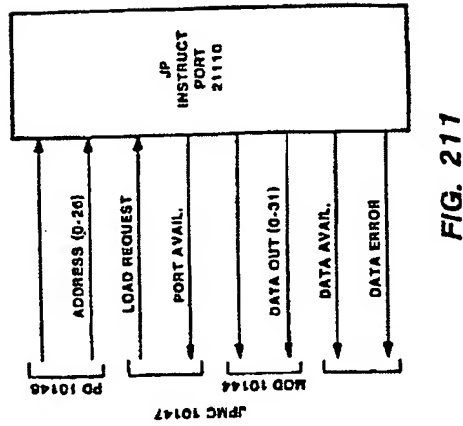 JP
INSTRUCT
PORT
21110
ADDRESS (0-26)
LOAD REQUEST
PORT AVAIL.
DATA OUT (0-31)
DATA AVAIL.
DATA ERROR
PD 10146
MOD 10144
JPMC 10147
FIG. 211